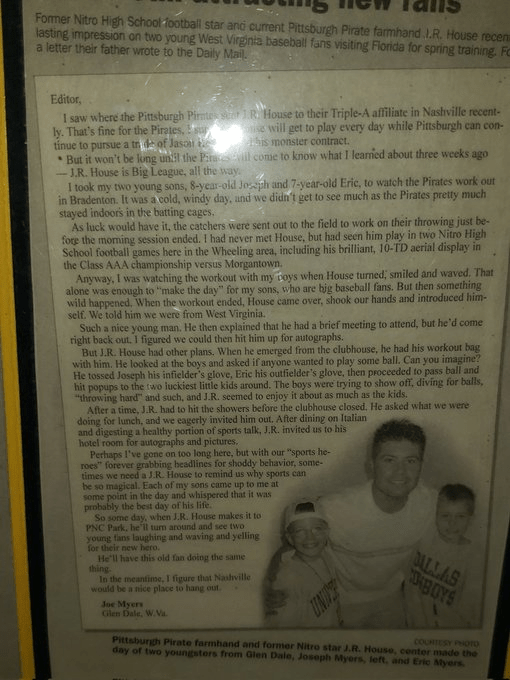 attracting new fans
Former Nitro High School football star and current Pittsburgh Pirate farmhand J.R. House recen
lasting impression on two young West Virginia baseball fans visiting Florida for spring training. Fo
a letter their father wrote to the Daily Mail.
Editor,
I saw where the Pittsburgh Pirates sent J.R. House to their Triple-A affiliate in Nashville recent-
ly. That's fine for the Pirates, I House will get to play every day while Pittsburgh can con-
tinue to pursue a trade of Jason monster contract.
But it won't be long until the Pirates will come to know what I learned about three weeks ago
— J.R. House is Big League, all the way.
I took my two young sons, 8-year-old Joseph and 7-year-old Eric, to watch the Pirates work out
in Bradenton. It was a cold, windy day, and we didn't get to see much as the Pirates pretty much
stayed indoors in the batting cages.
As luck would have it, the catchers were sent out to the field to work on their throwing just be-
fore the morning session ended. I had never met House, but had seen him play in two Nitro High
School football games here in the Wheeling area, including his brilliant, 10-TD aerial display in
the Class AAA championship versus Morgantown.
Anyway, I was watching the workout with my boys when House turned, smiled and waved. That
alone was enough to "make the day" for my sons, who are big baseball fans. But then something
wild happened. When the workout ended, House came over, shook our hands and introduced him-
self. We told him we were from West Virginia.
Such a nice young man. He then explained that he had a brief meeting to attend, but he'd come
right back out. I figured we could then hit him up for autographs.
But J.R. House had other plans. When he emerged from the clubhouse, he had his workout bag
with him. He looked at the boys and asked if anyone wanted to play some ball. Can you imagine?
He tossed Joseph his infielder's glove, Eric his outfielder's glove, then proceeded to pass ball and
hit popups to the two luckiest little kids around. The boys were trying to show off, diving for balls,
"throwing hard" and such, and J.R. seemed to enjoy it about as much as the kids.
After a time, J.R. had to hit the showers before the clubhouse closed. He asked what we were
doing for lunch, and we eagerly invited him out. After dining on Italian
and digesting a healthy portion of sports talk, J.R. invited us to his
hotel room for autographs and pictures.
Perhaps I've gone on too long here, but with our "sports he-
roes" forever grabbing headlines for shoddy behavior, some-
times we need a J.R. House to remind us why sports can
be so magical. Each of my sons came up to me at
some point in the day and whispered that it was
probably the best day of his life.
So some day, when J.R. House makes it to
PNC Park, he'll turn around and see two
young fans laughing and waving and yelling
for their new hero.
He'll have this old fan doing the same
thing.
In the meantime, I figure that Nashville
would be a nice place to hang out.
Joe Myers
Glen Dale, W.Va.
DALLAS
COWBOYS
COURTESY PHOTO
Pittsburgh Pirate farmhand and former Nitro star J.R. House, center made the
day of two youngsters from Glen Dale, Joseph Myers, left, and Eric Myers.